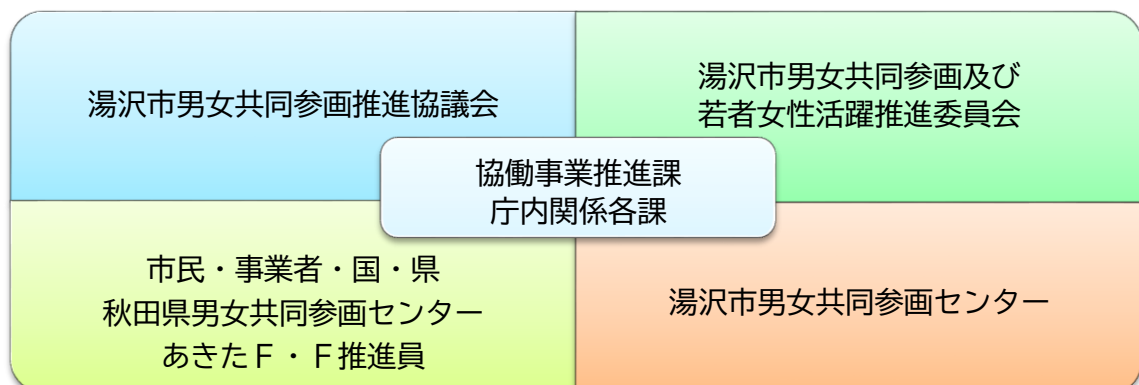 湯沢市男女共同参画推進協議会
湯沢市男女共同参画及び
若者女性活躍推進委員会
協働事業推進課
庁内関係各課
市民・事業者・国・県
秋田県男女共同参画センター
あきたＦ・Ｆ推進員
湯沢市男女共同参画センター